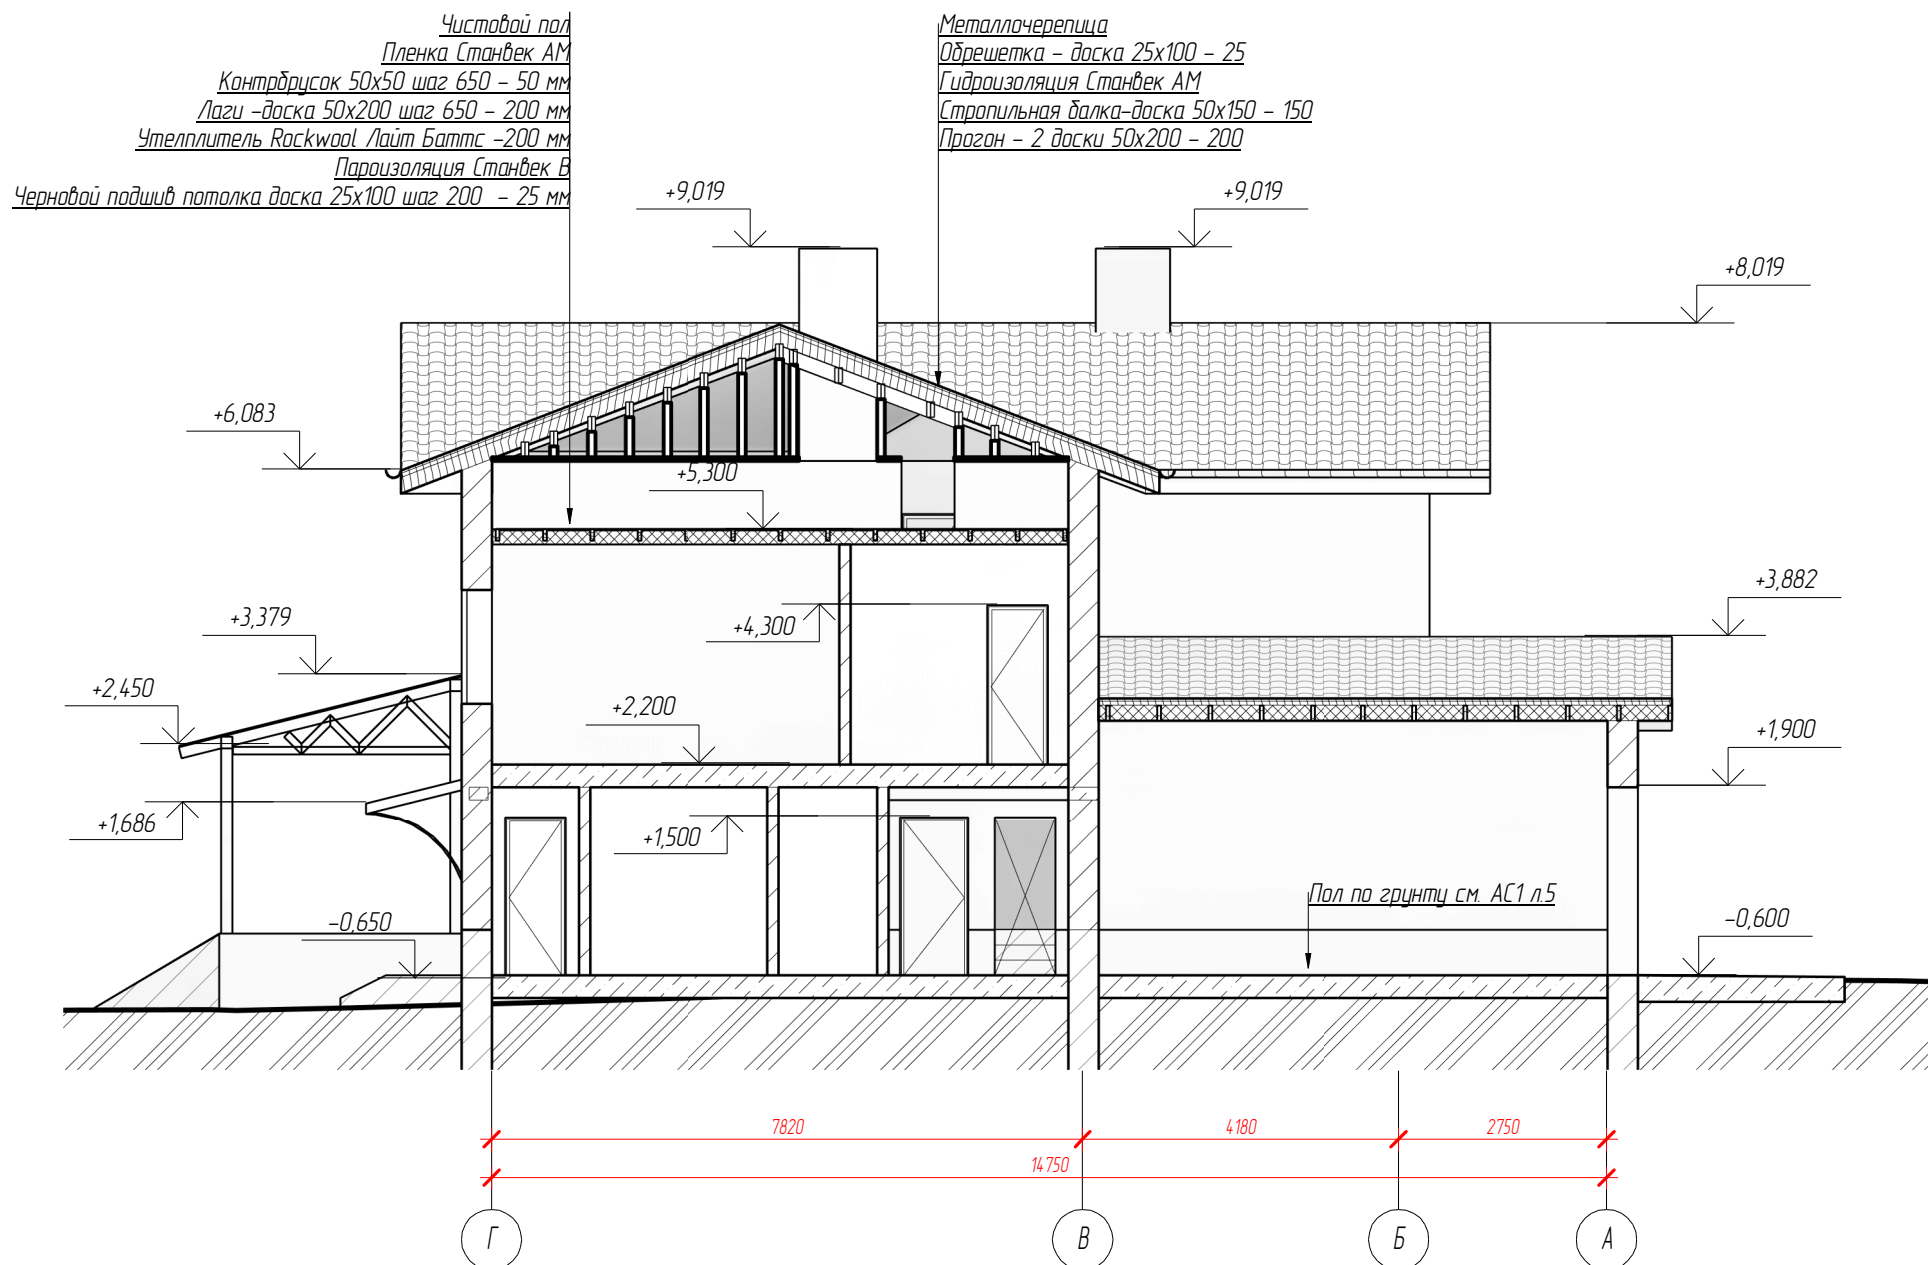 Чистовой пол
Пленка Станвек АМ
Контрбрусок 50х50 шаг 650 - 50 мм
Лаги -доска 50х200 шаг 650 - 200 мм
Утелплитель Rockwool Лайт Баттс -200 мм
Пароизоляция Станвек В
Черновой подшив потолка доска 25х100 шаг 200 - 25 мм
Металлочерепица
Обрешетка - доска 25х100 - 25
Гидроизоляция Станвек АМ
Стропильная балка-доска 50х150 - 150
Прогон - 2 доски 50х200 - 200
+9,019
+9,019
+8,019
+6,083
+5,300
+3,882
+4,300
+3,379
+2,450
+2,200
+1,900
+1,686
+1,500
Пол по грунту см. АС1 л.5
-0,650
-0,600
7820
4180
2750
14750
Г
В
Б
А